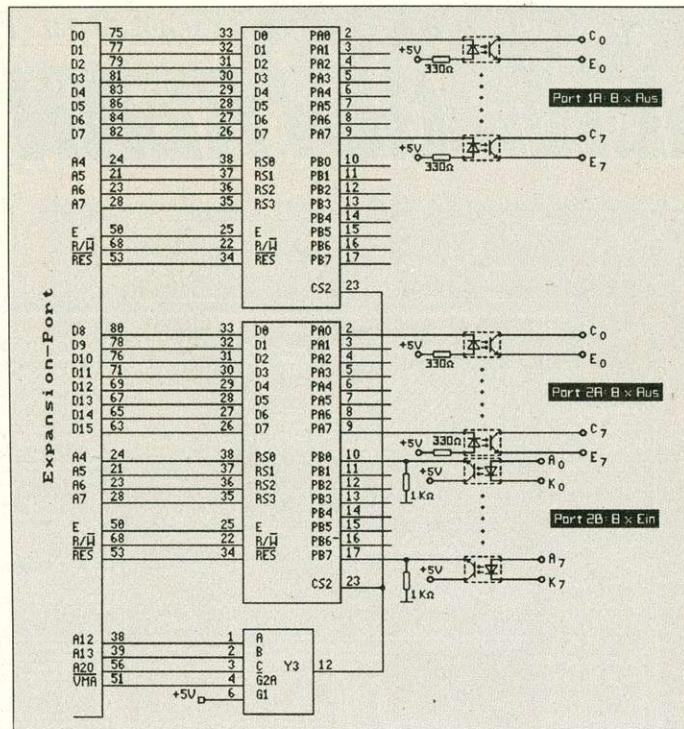 Expansion-Port
D0 75 33 D0 PA0 2
D1 77 32 D1 PA1 3
D2 79 31 D2 PA2 4
D3 81 30 D3 PA3 5
D4 83 29 D4 PA4 6
D5 86 28 D5 PA5 7
D6 84 27 D6 PA6 8
D7 82 26 D7 PA7 9
A4 24 38 RS0 PB0 10
A5 21 37 RS1 PB1 11
A6 23 36 RS2 PB2 12
A7 28 35 RS3 PB3 13
PB4 14
E 50 25 E PB5 15
R/W 68 22 R/W PB6 16
RES 53 34 RES PB7 17
CS2 23
+5V 330Ω C0
E0
Port 1A: 8 x Aus
+5V 330Ω C7
E7
D8 80 33 D0 PA0 2
D9 78 32 D1 PA1 3
D10 76 31 D2 PA2 4
D11 71 30 D3 PA3 5
D12 69 29 D4 PA4 6
D13 67 28 D5 PA5 7
D14 65 27 D6 PA6 8
D15 63 26 D7 PA7 9
A4 24 38 RS0 PB0 10
A5 21 37 RS1 PB1 11
A6 23 36 RS2 PB2 12
A7 28 35 RS3 PB3 13
PB4 14
E 50 25 E PB5 15
R/W 68 22 R/W PB6 16
RES 53 34 RES PB7 17
CS2 23
+5V 330Ω C0
E0
Port 2A: 8 x Aus
+5V 330Ω C7
E7
1KΩ +5V A0
K0
Port 2B: 8 x Ein
1KΩ +5V A7
K7
A12 38 1 A
A13 39 2 B
A20 56 3 C Y3 12
VMA 51 4 G2A
+5V 6 G1